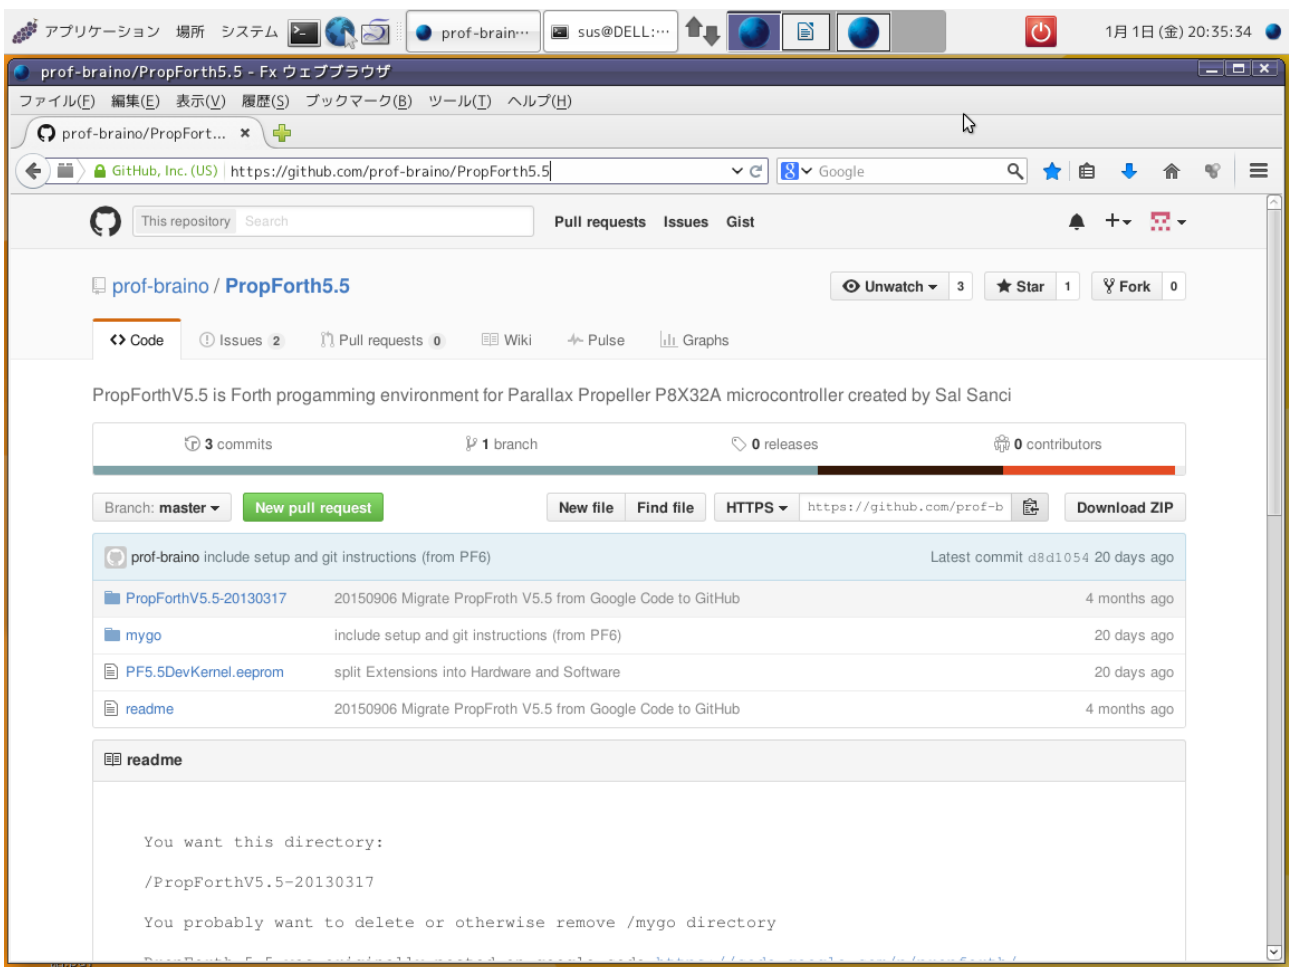 アプリケーション 場所 システム prof-brain… sus@DELL:… 1月 1日 (金) 20:35:34
prof-braino/PropForth5.5 - Fx ウェブブラウザ
ファイル(F) 編集(E) 表示(V) 履歴(S) ブックマーク(B) ツール(T) ヘルプ(H)
prof-braino/PropFort...
GitHub, Inc. (US) https://github.com/prof-braino/PropForth5.5 Google
This repository Search Pull requests Issues Gist
prof-braino / PropForth5.5 Unwatch 3 Star 1 Fork 0
Code Issues 2 Pull requests 0 Wiki Pulse Graphs
PropForthV5.5 is Forth progamming environment for Parallax Propeller P8X32A microcontroller created by Sal Sanci
3 commits 1 branch 0 releases 0 contributors
Branch: master New pull request New file Find file HTTPS https://github.com/prof-b Download ZIP
prof-braino include setup and git instructions (from PF6) Latest commit d8d1054 20 days ago
PropForthV5.5-20130317 20150906 Migrate PropFroth V5.5 from Google Code to GitHub 4 months ago
mygo include setup and git instructions (from PF6) 20 days ago
PF5.5DevKernel.eeprom split Extensions into Hardware and Software 20 days ago
readme 20150906 Migrate PropFroth V5.5 from Google Code to GitHub 4 months ago
readme
You want this directory:
/PropForthV5.5-20130317
You probably want to delete or otherwise remove /mygo directory